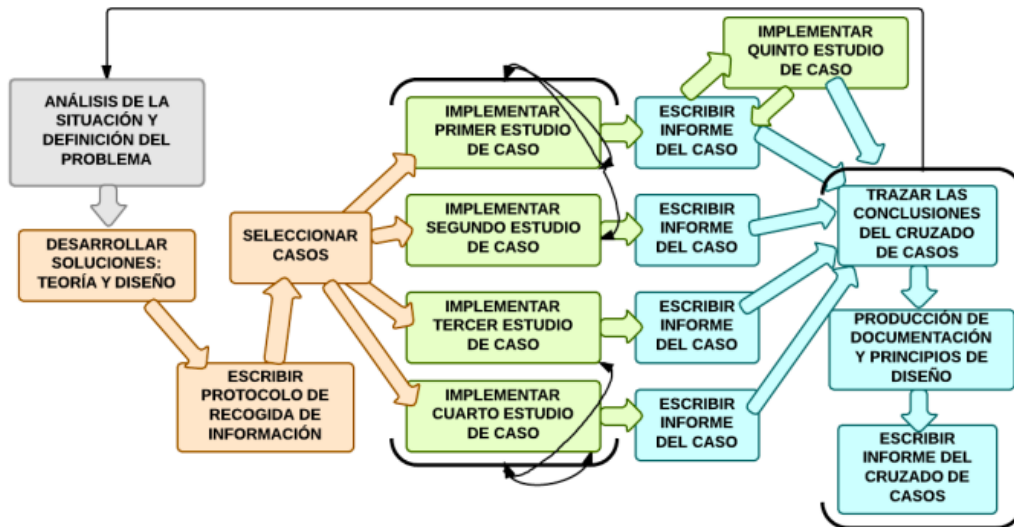 ANÁLISIS DE LA
SITUACIÓN Y
DEFINICIÓN DEL
PROBLEMA
DESARROLLAR
SOLUCIONES:
TEORÍA Y DISEÑO
ESCRIBIR
PROTOCOLO DE
RECOGIDA DE
INFORMACIÓN
SELECCIONAR
CASOS
IMPLEMENTAR
PRIMER ESTUDIO
DE CASO
IMPLEMENTAR
SEGUNDO ESTUDIO
DE CASO
IMPLEMENTAR
TERCER ESTUDIO
DE CASO
IMPLEMENTAR
CUARTO ESTUDIO
DE CASO
ESCRIBIR
INFORME
DEL CASO
ESCRIBIR
INFORME
DEL CASO
ESCRIBIR
INFORME
DEL CASO
ESCRIBIR
INFORME
DEL CASO
IMPLEMENTAR
QUINTO ESTUDIO
DE CASO
TRAZAR LAS
CONCLUSIONES
DEL CRUZADO
DE CASOS
PRODUCCIÓN DE
DOCUMENTACIÓN
Y PRINCIPIOS DE
DISEÑO
ESCRIBIR
INFORME DEL
CRUZADO DE
CASOS